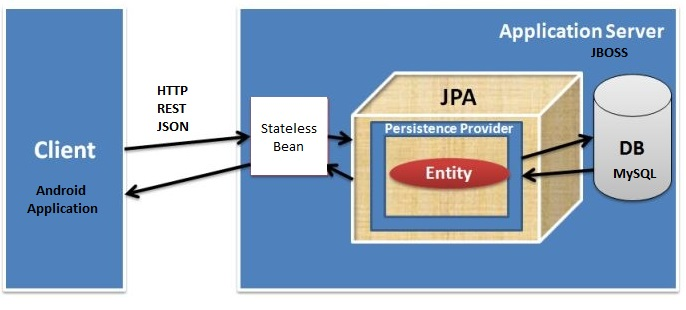 Application Server
JBOSS
HTTP
REST
JSON
JPA
Stateless
Bean
Persistence Provider
Client
Entity
DB
MySQL
Android
Application